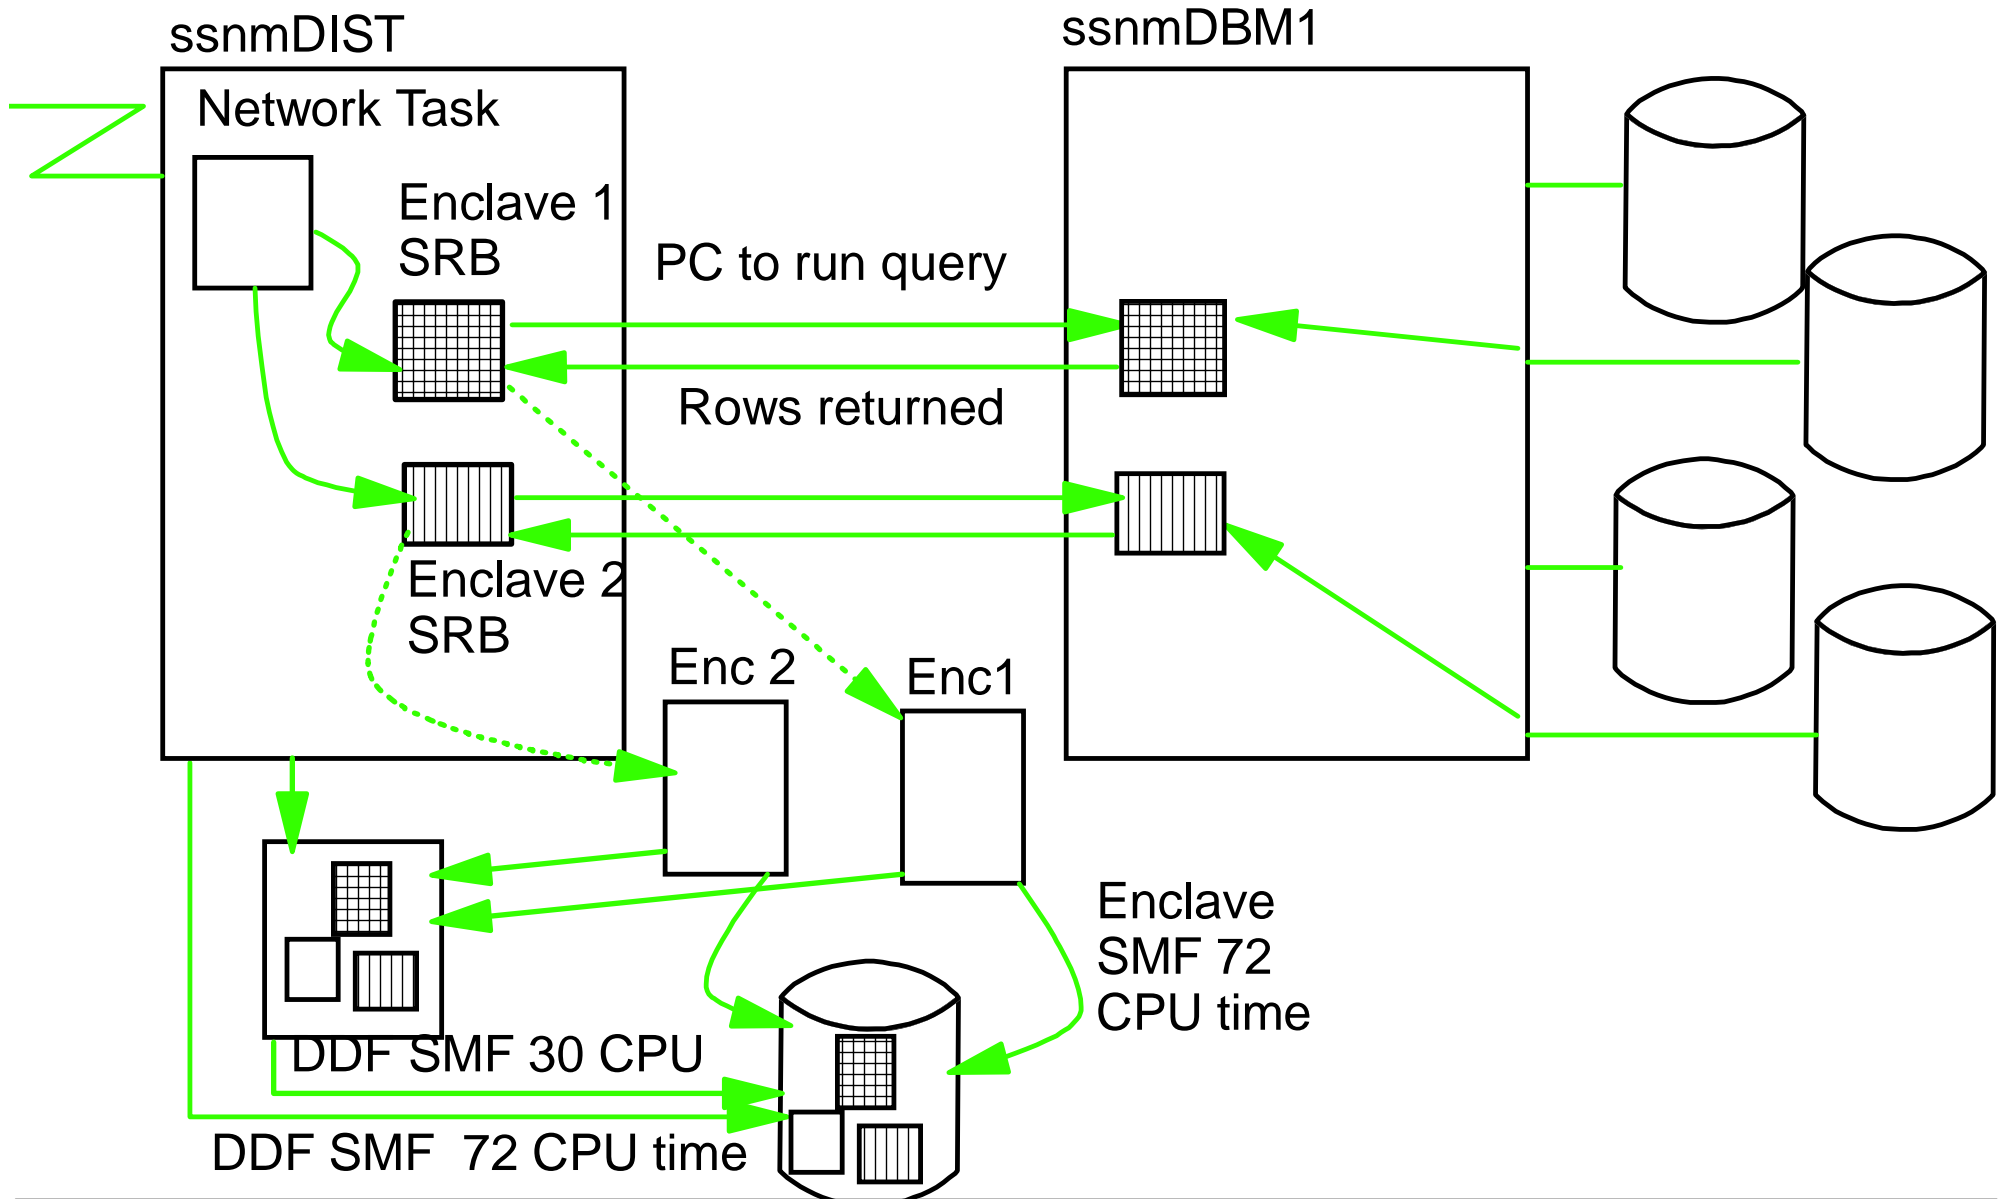 ssnmDIST
ssnmDBM1
Network Task
Enclave 1
SRB
PC to run query
Rows returned
Enclave 2
SRB
Enc 2
Enc1
Enclave
SMF 72
CPU time
DDF SMF 30 CPU
DDF SMF  72 CPU time